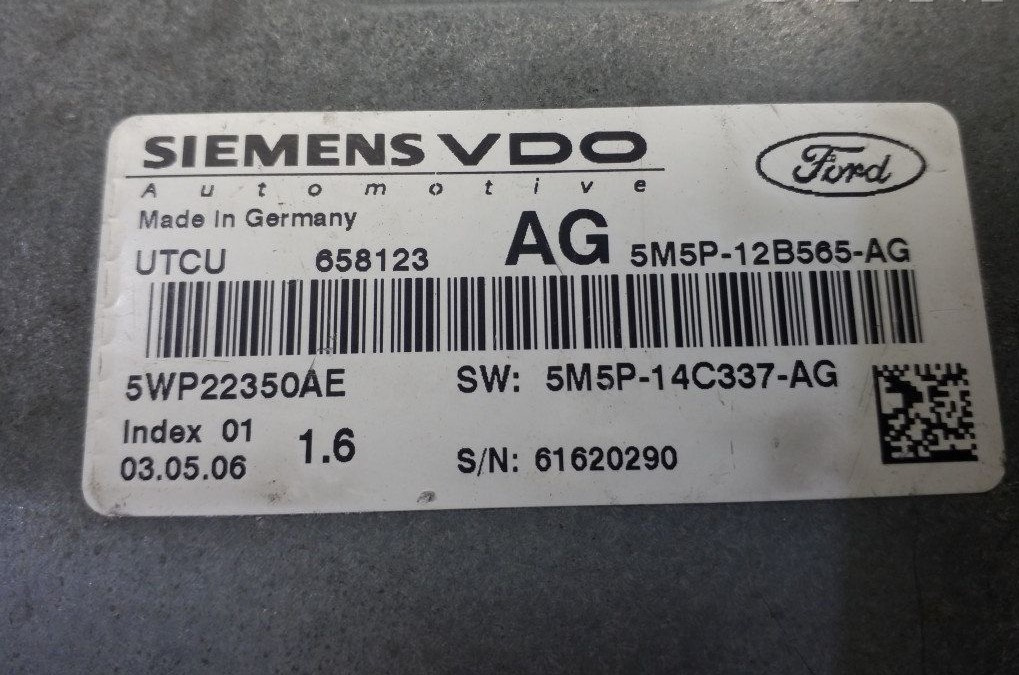 SIEMENS VDO
Automotive
Ford
Made In Germany
UTCU 658123 AG 5M5P-12B565-AG
5WP22350AE SW: 5M5P-14C337-AG
Index 01 1.6
03.05.06 S/N: 61620290